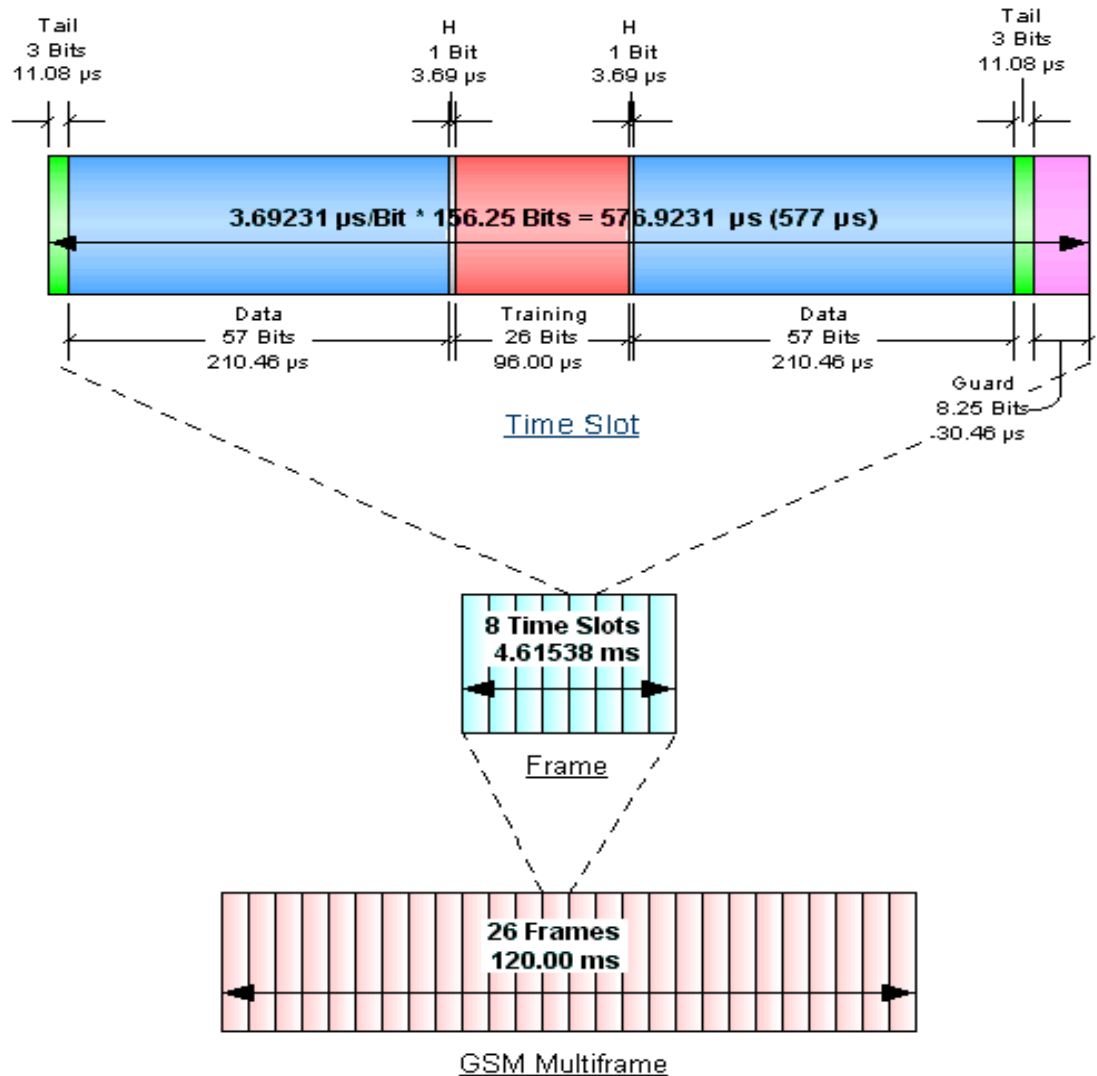 Tail
3 Bits
11.08 µs
H
1 Bit
3.69 µs
H
1 Bit
3.69 µs
Tail
3 Bits
11.08 µs
3.69231 µs/Bit * 156.25 Bits = 576.9231 µs (577 µs)
Data
57 Bits
210.46 µs
Training
26 Bits
96.00 µs
Data
57 Bits
210.46 µs
Guard
8.25 Bits
30.46 µs
Time Slot
8 Time Slots
4.61538 ms
Frame
26 Frames
120.00 ms
GSM Multiframe